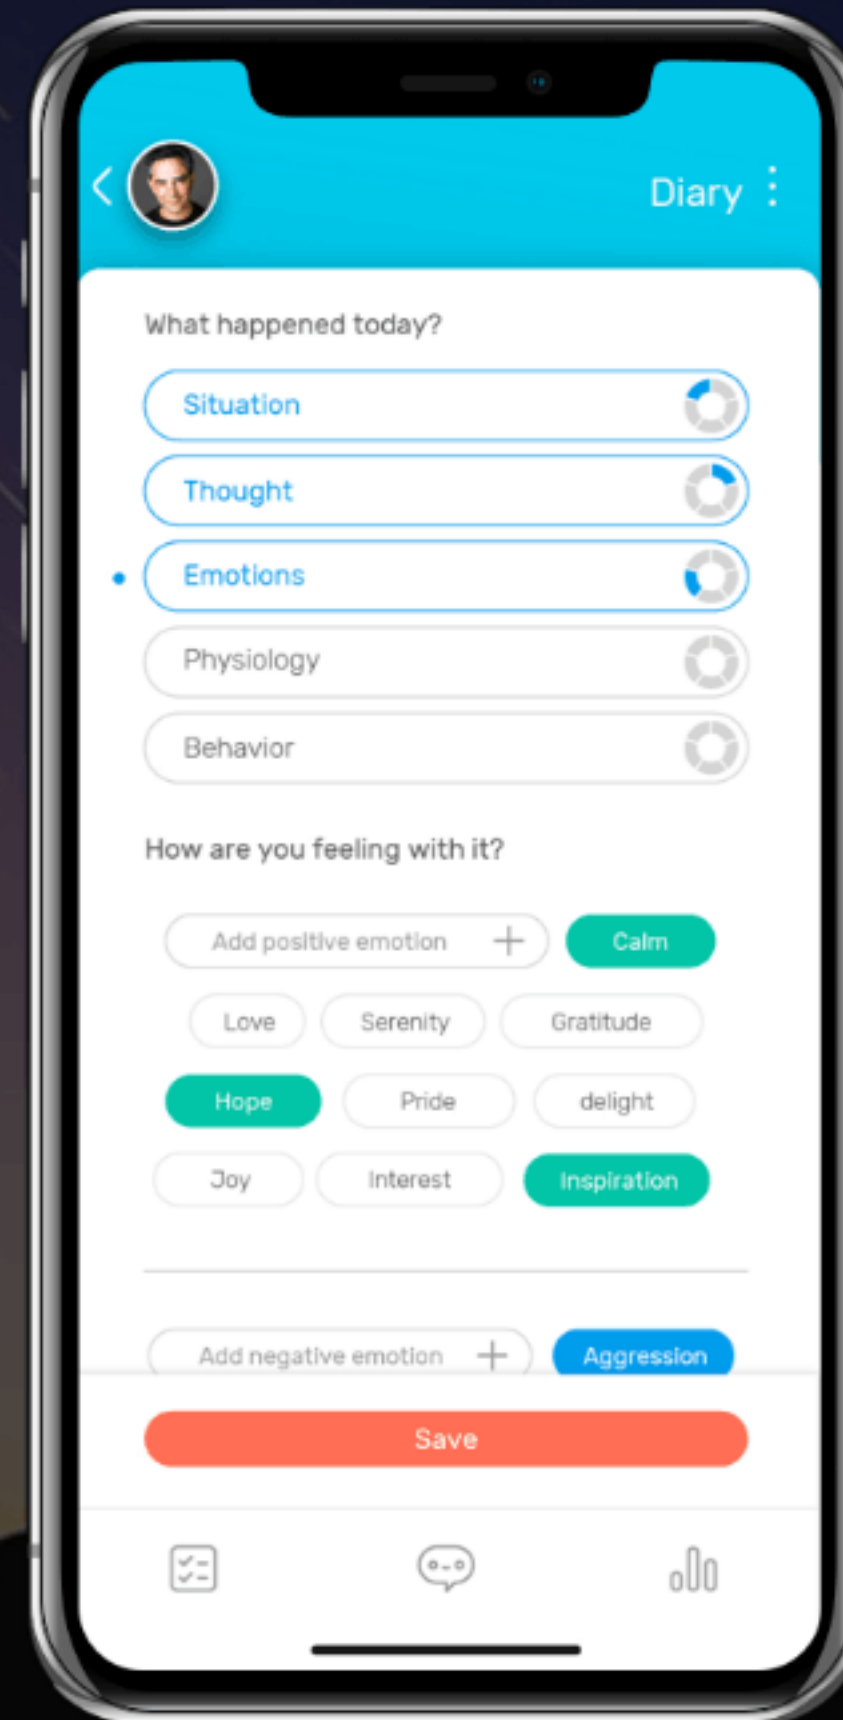 Diary
What happened today?
Situation
Thought
Emotions
Physiology
Behavior
How are you feeling with it?
Add positive emotion + Calm
Love Serenity Gratitude
Hope Pride delight
Joy Interest Inspiration
Add negative emotion + Aggression
Save